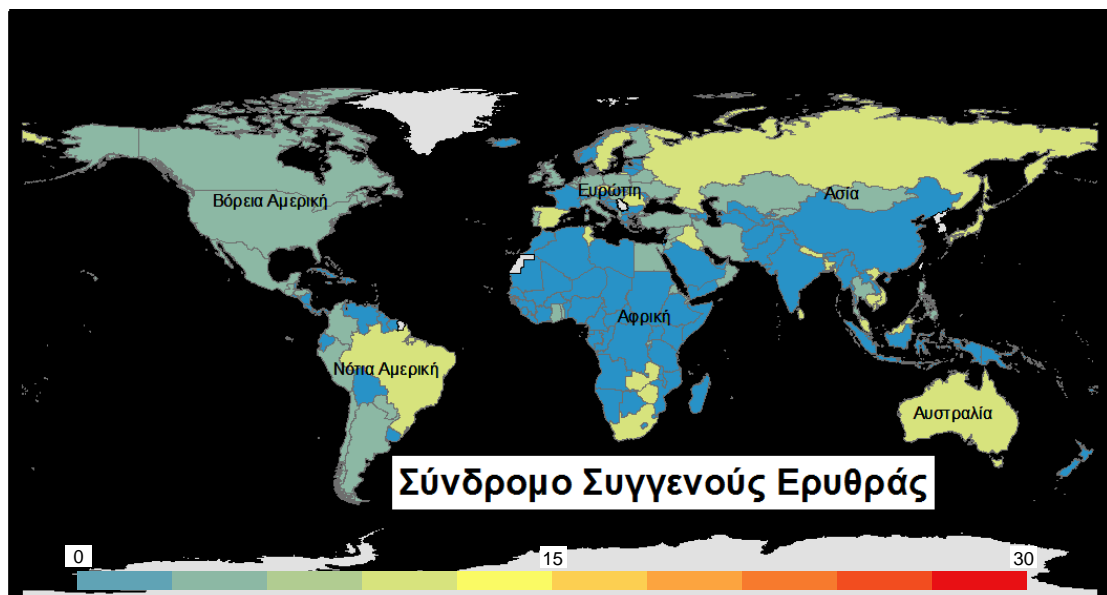 Βόρεια Αμερική
Ευρώπη
Ασία
Αφρική
Νότια Αμερική
Αυστραλία
Σύνδρομο Συγγενούς Ερυθράς
0 15 30